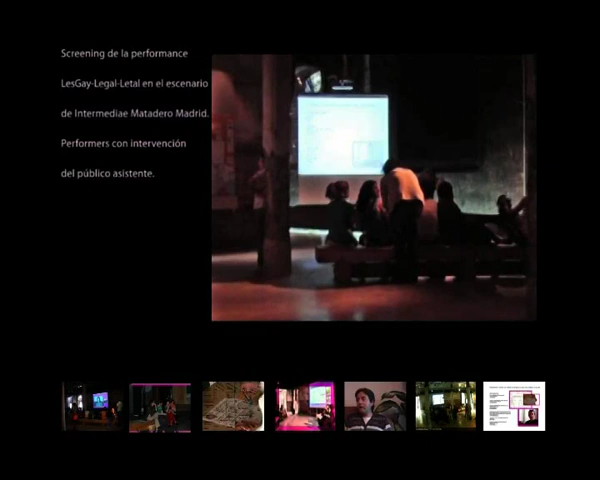 Screening de la performance
LesGay-Legal-Letal en el escenario
de Intermediae Matadero Madrid.
Performers con intervención
del público asistente.